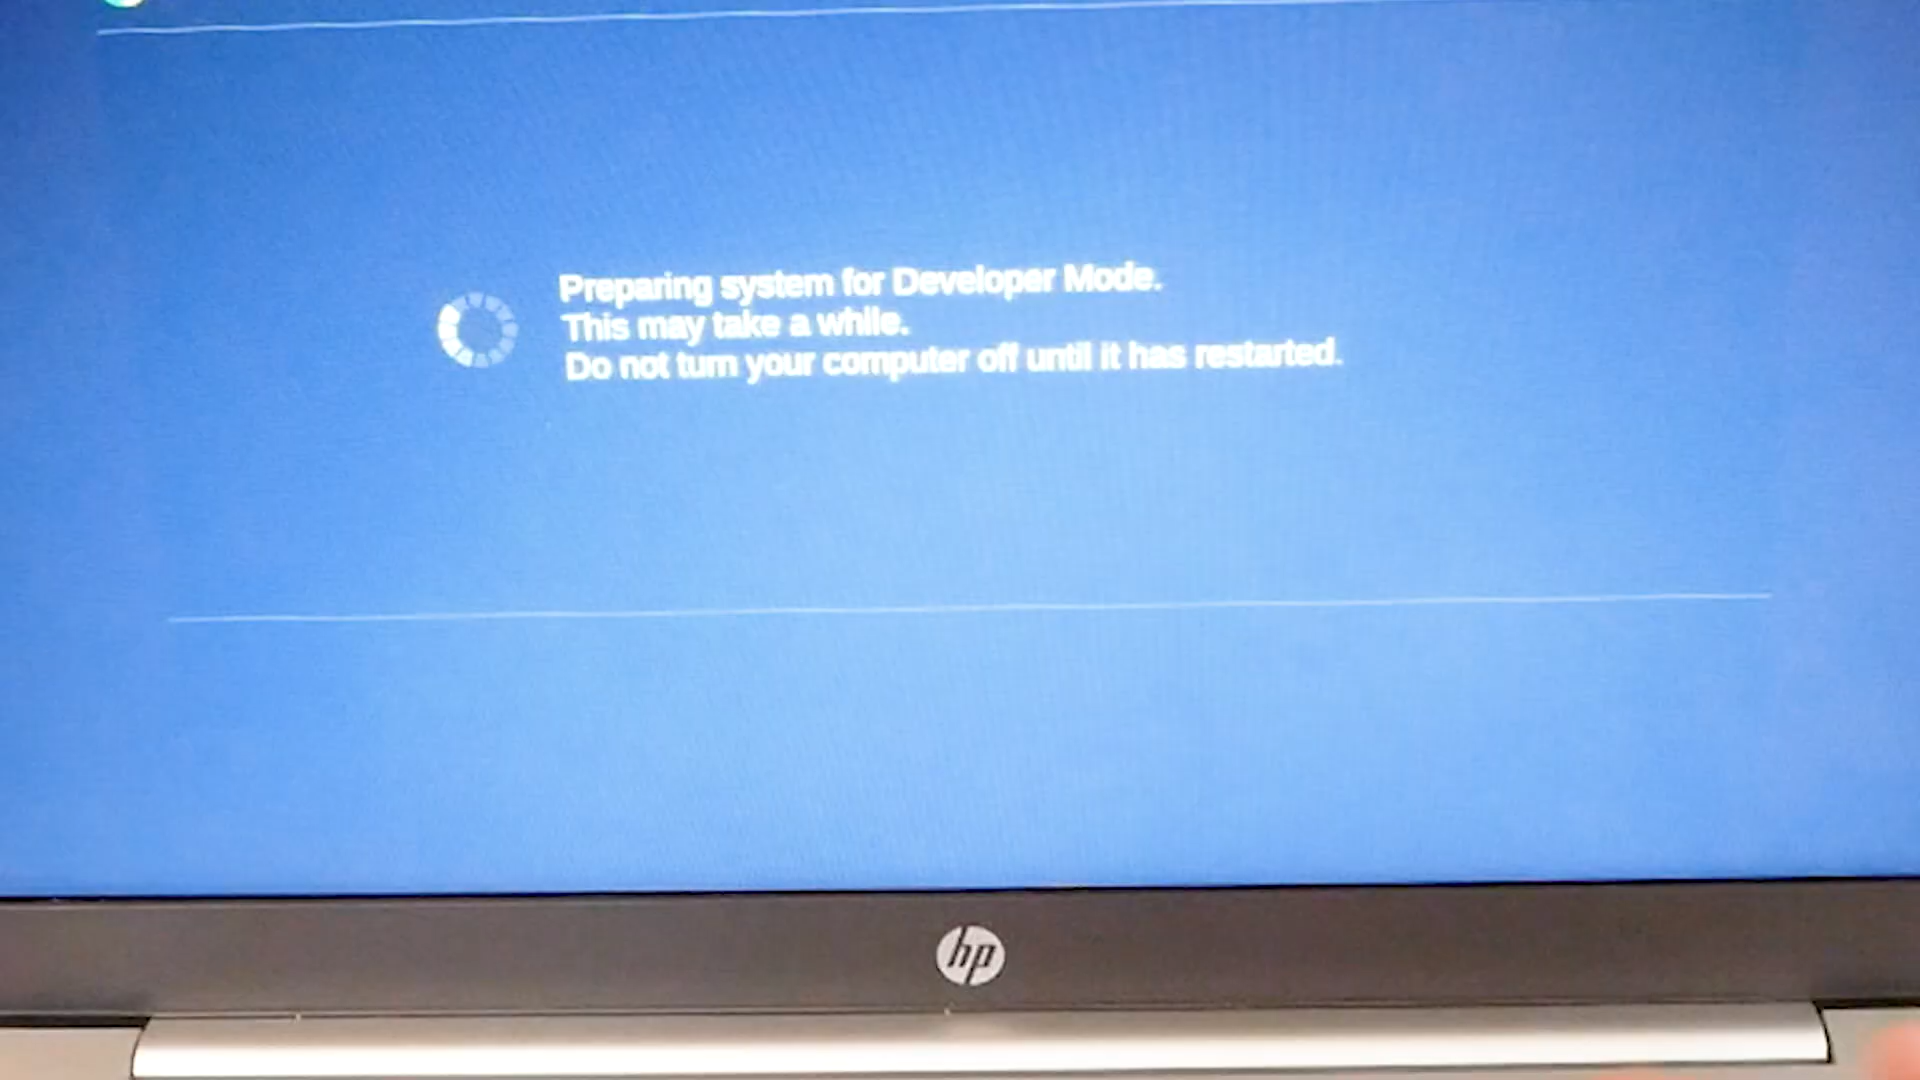 Preparing system for Developer Mode.
This may take a while.
Do not turn your computer off until it has restarted.
hp